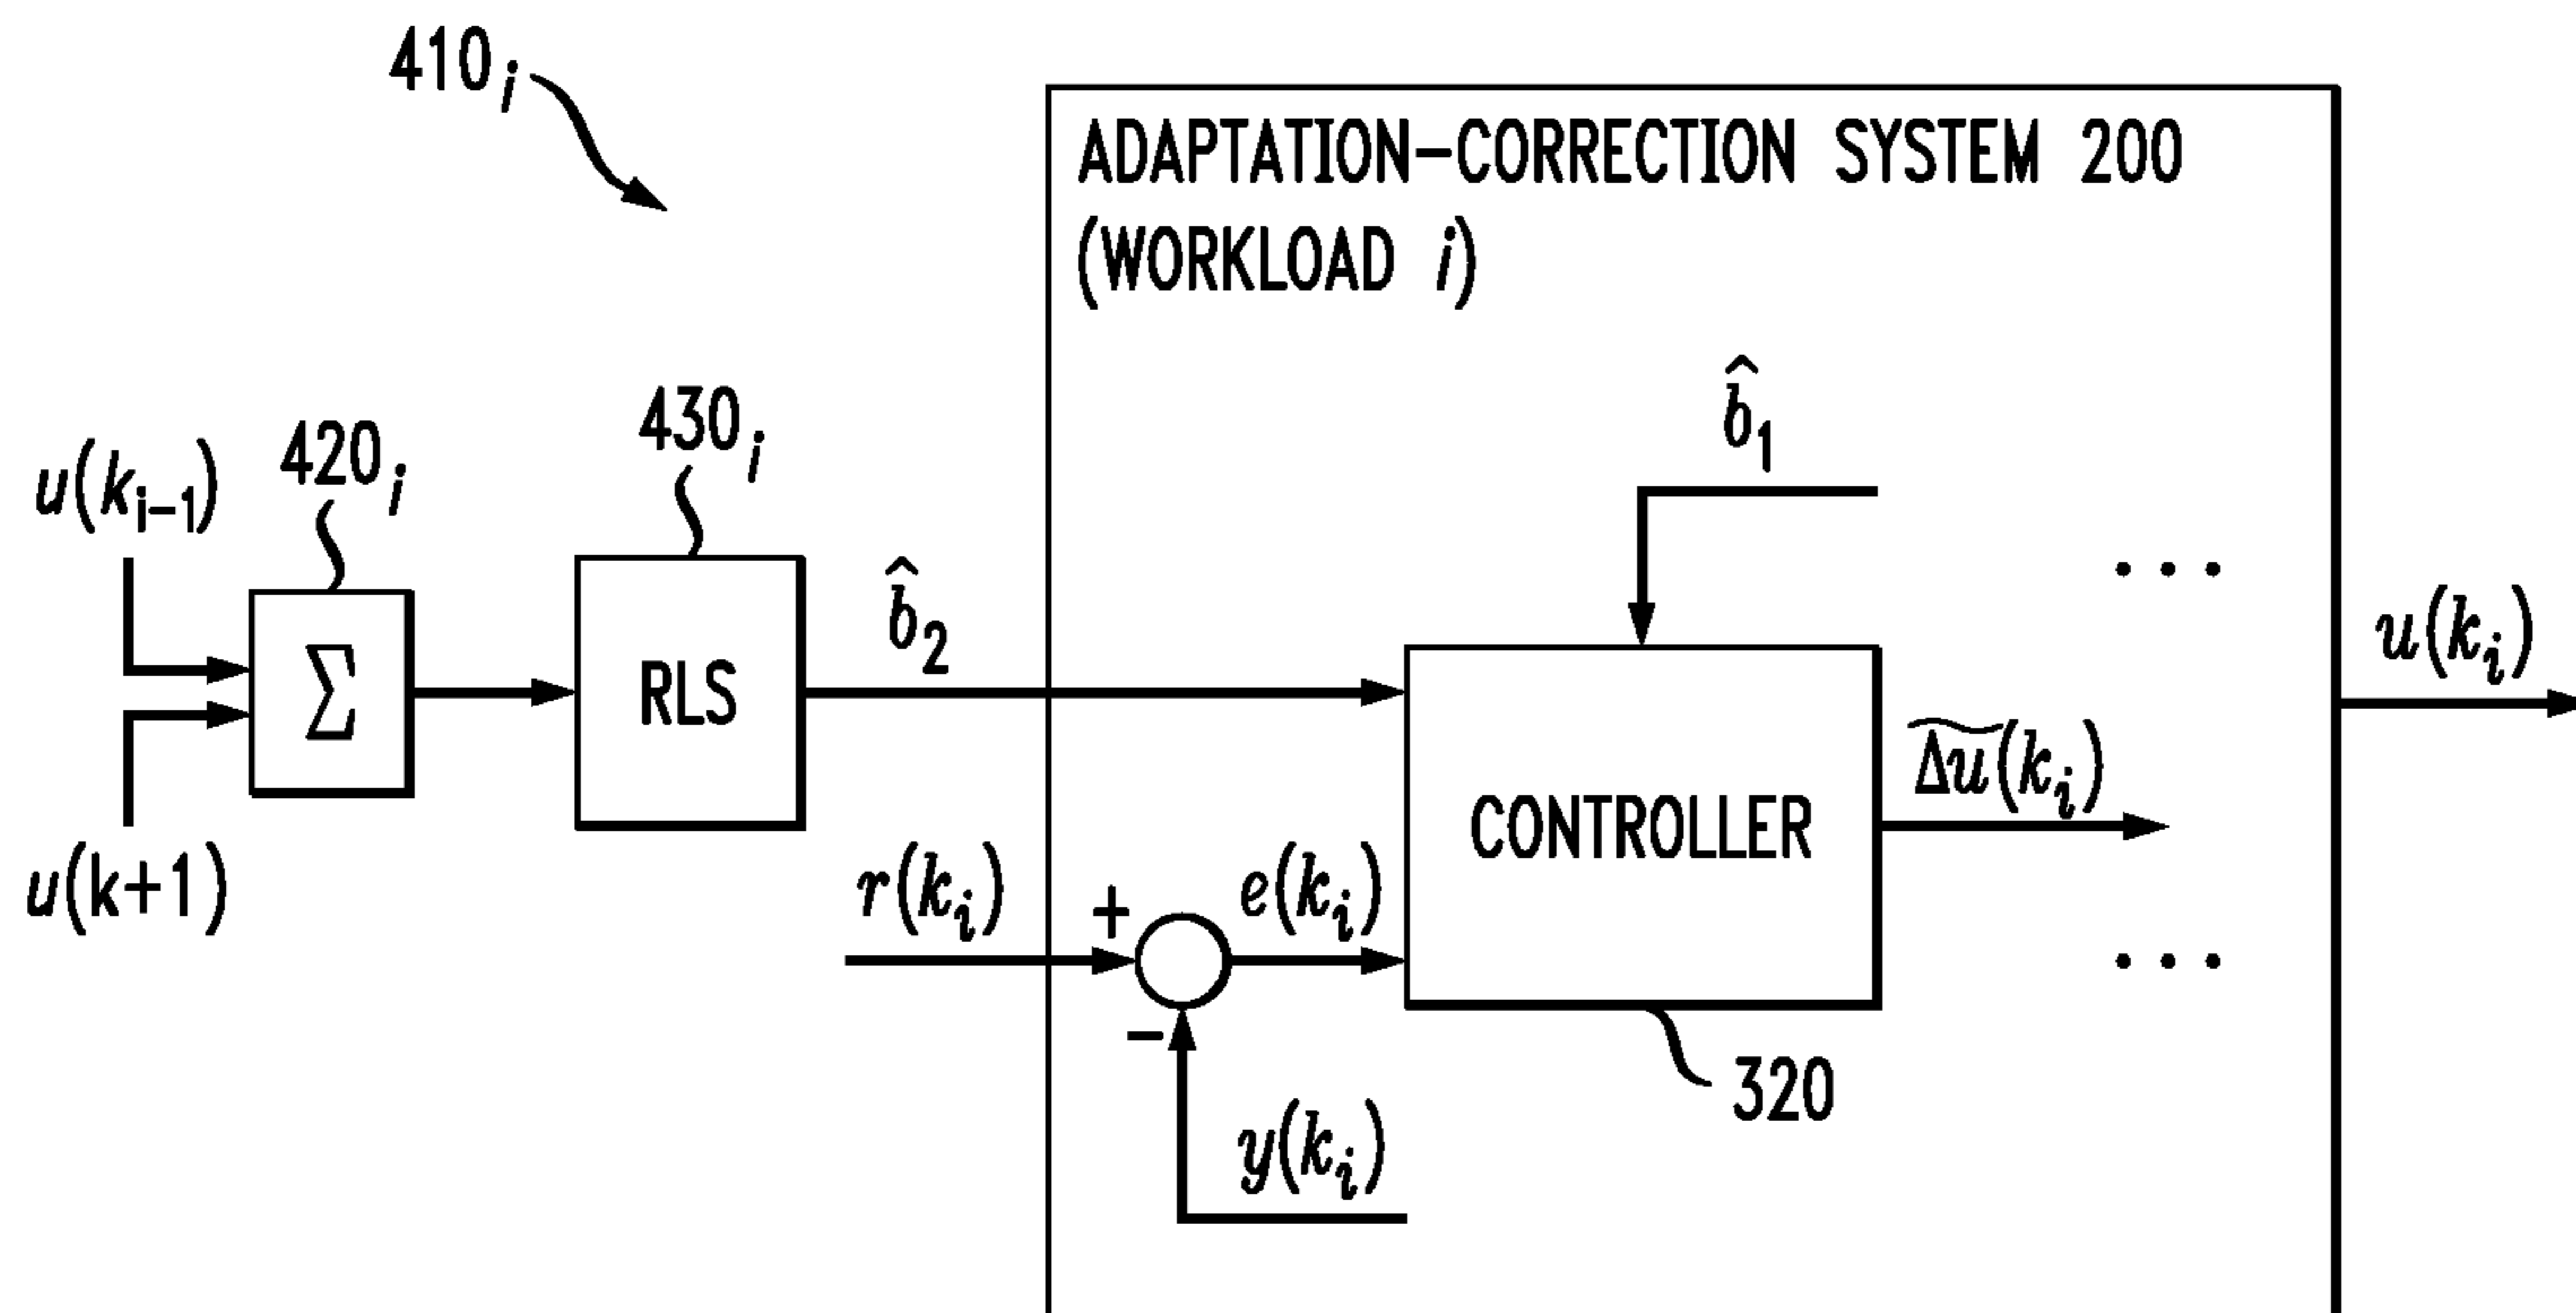 410i
ADAPTATION-CORRECTION SYSTEM 200
(WORKLOAD i)
b̂1
430i
420i
u(ki-1)
b̂2
u(ki)
Σ
RLS
Δu~(ki)
CONTROLLER
u(k+1)
r(ki)
+
e(ki)
-
320
y(ki)